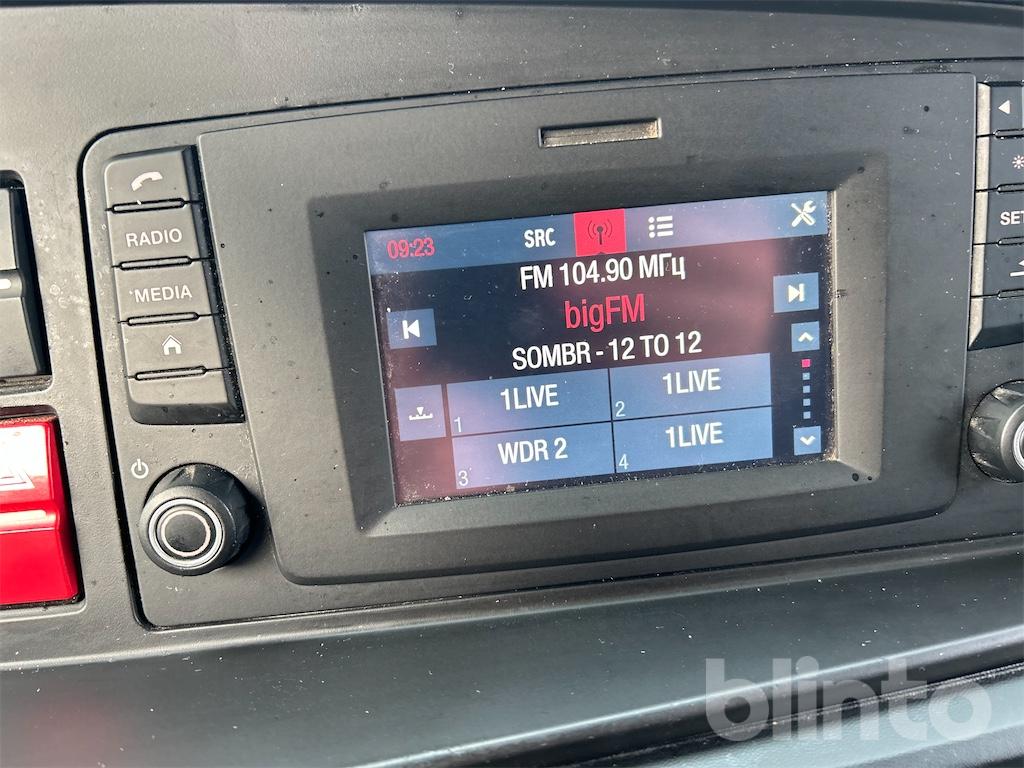 RADIO
MEDIA
09:23
SRC
FM 104.90 МГц
bigFM
SOMBR - 12 TO 12
1LIVE
1
1LIVE
2
WDR 2
3
1LIVE
4
SET
blinto